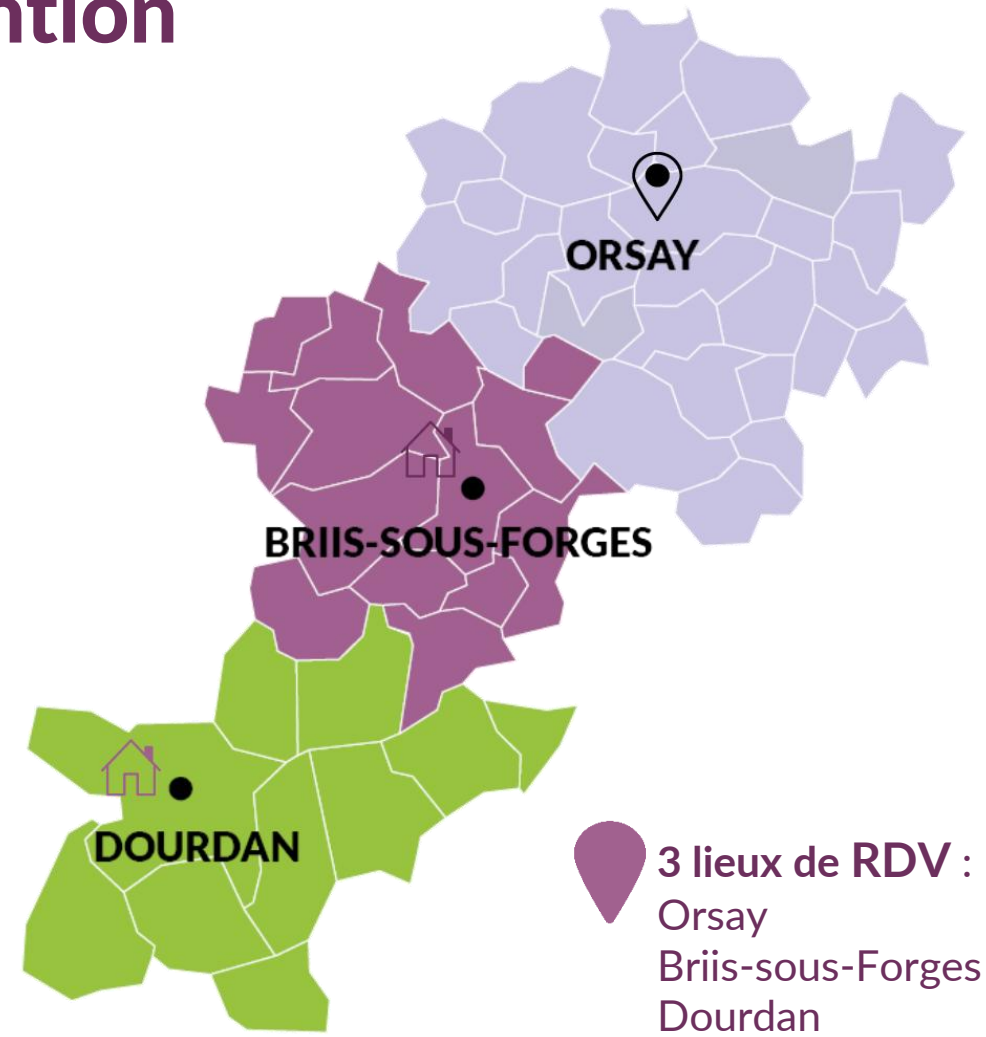 ntion
ORSAY
BRIIS-SOUS-FORGES
DOURDAN
3 lieux de RDV :
Orsay
Briis-sous-Forges
Dourdan